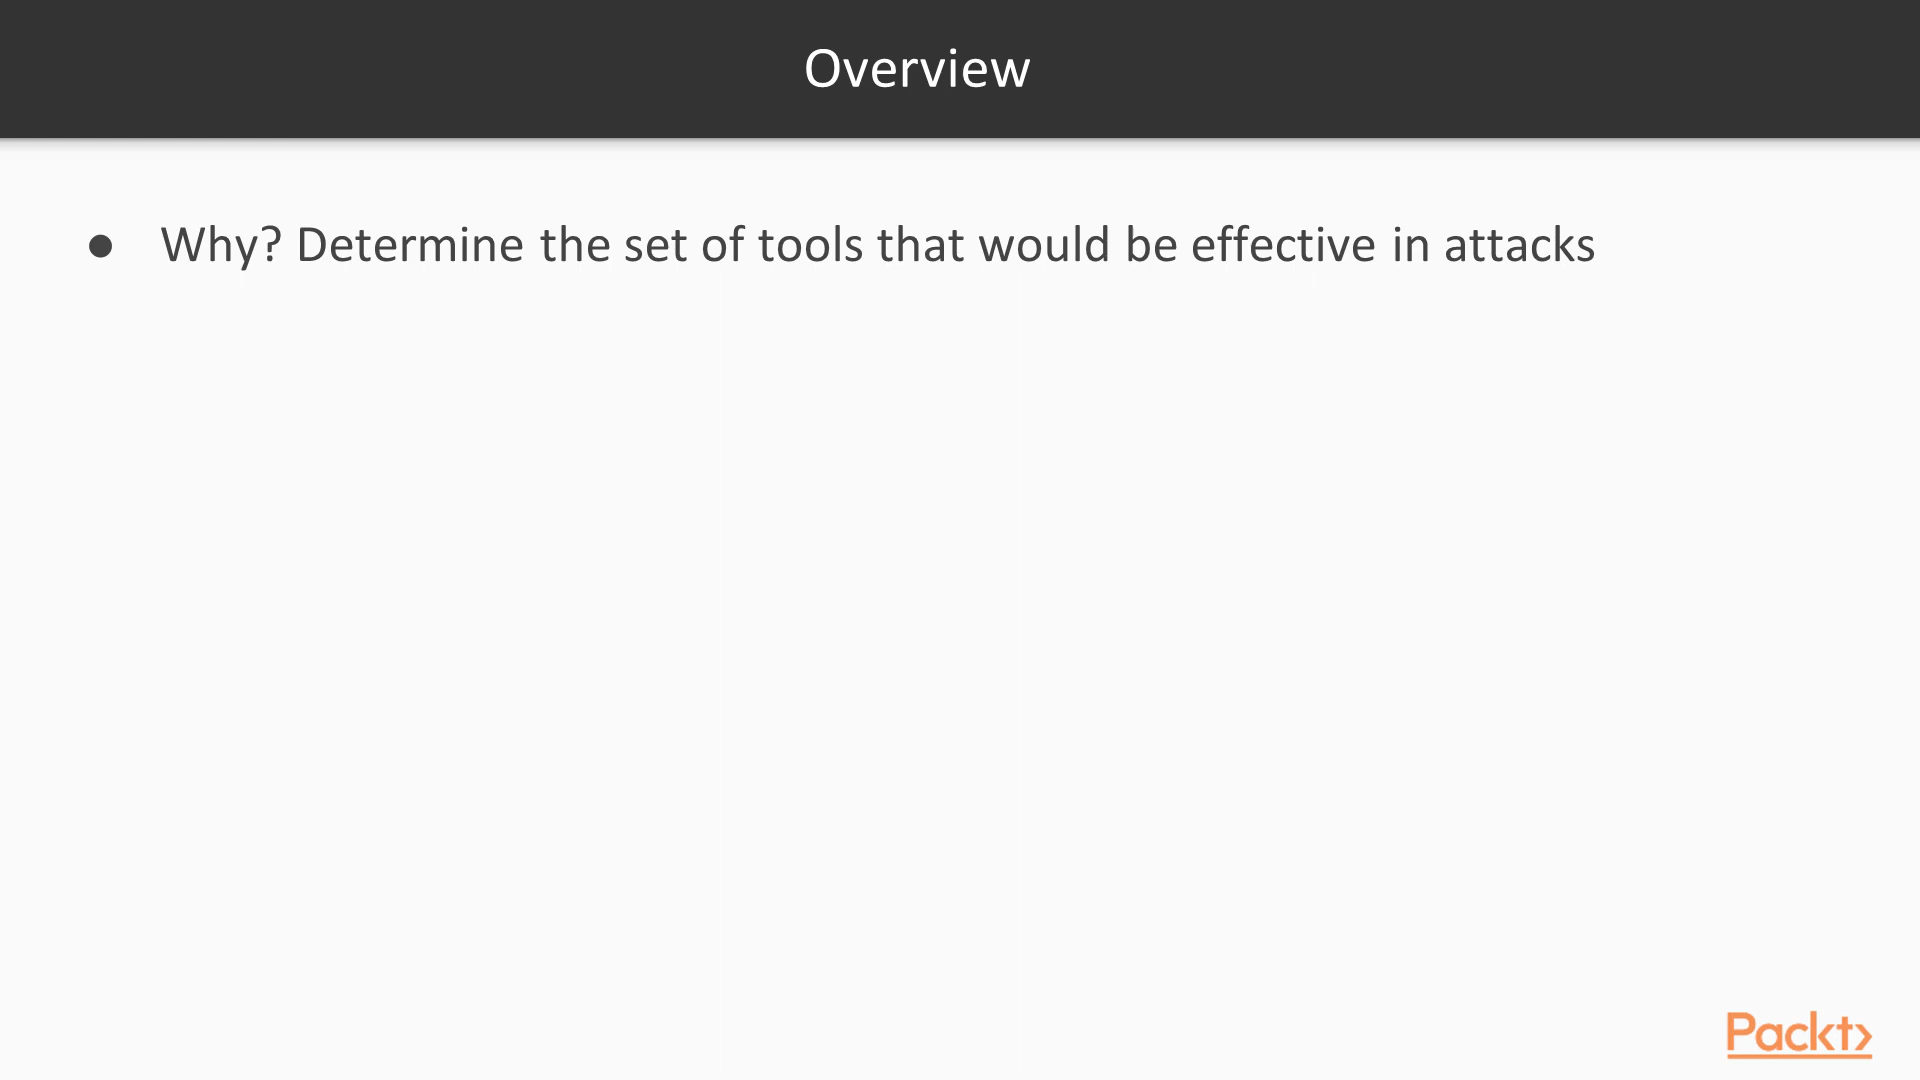 Overview
● Why? Determine the set of tools that would be effective in attacks
Packt>